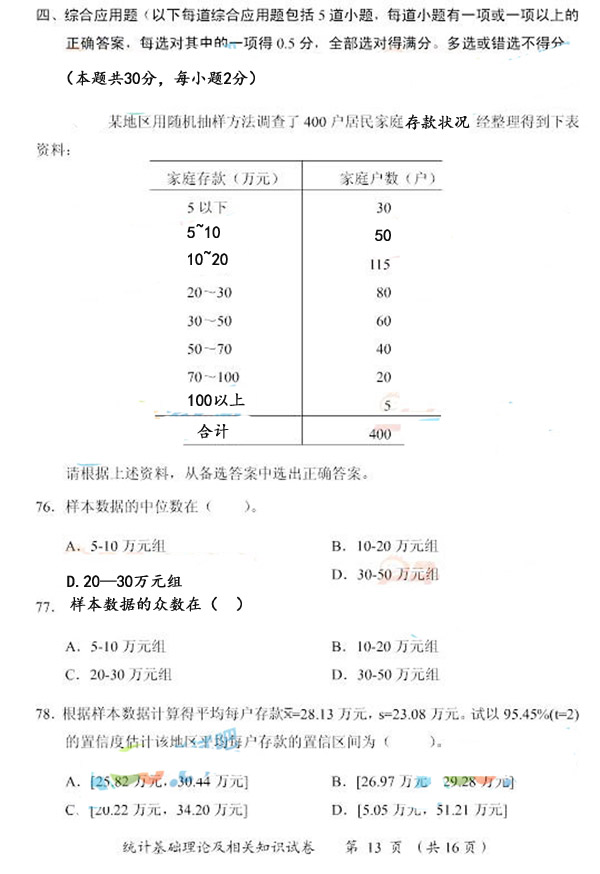 四、综合应用题（以下每道综合应用题包括 5 道小题，每道小题有一项或一项以上的
正确答案，每选对其中的一项得 0.5 分，全部选对得满分。多选或错选不得分
（本题共30分，每小题2分）
某地区用随机抽样方法调查了 400 户居民家庭存款状况 经整理得到下表
资料：
家庭存款（万元） 家庭户数（户）
5 以下 30
5~10 50
10~20 115
20～30 80
30～50 60
50～70 40
70～100 20
100以上 5
合计 400
请根据上述资料，从备选答案中选出正确答案。
76．样本数据的中位数在（ ）。
A．5-10 万元组 B．10-20 万元组
D.20—30万元组 D．30-50 万元组
77． 样本数据的众数在（ ）
A．5-10 万元组 B．10-20 万元组
C．20-30 万元组 D．30-50 万元组
78．根据样本数据计算得平均每户存款x̅=28.13 万元，s=23.08 万元。试以 95.45%(t=2)
的置信度估计该地区平均每户存款的置信区间为（ ）。
A．[25.82 万元，30.44 万元] B．[26.97 万元 29.28 万元]
C．[20.22 万元，34.20 万元] D．[5.05 万元，51.21 万元]
统计基础理论及相关知识试卷 第 13 页 （共 16 页）